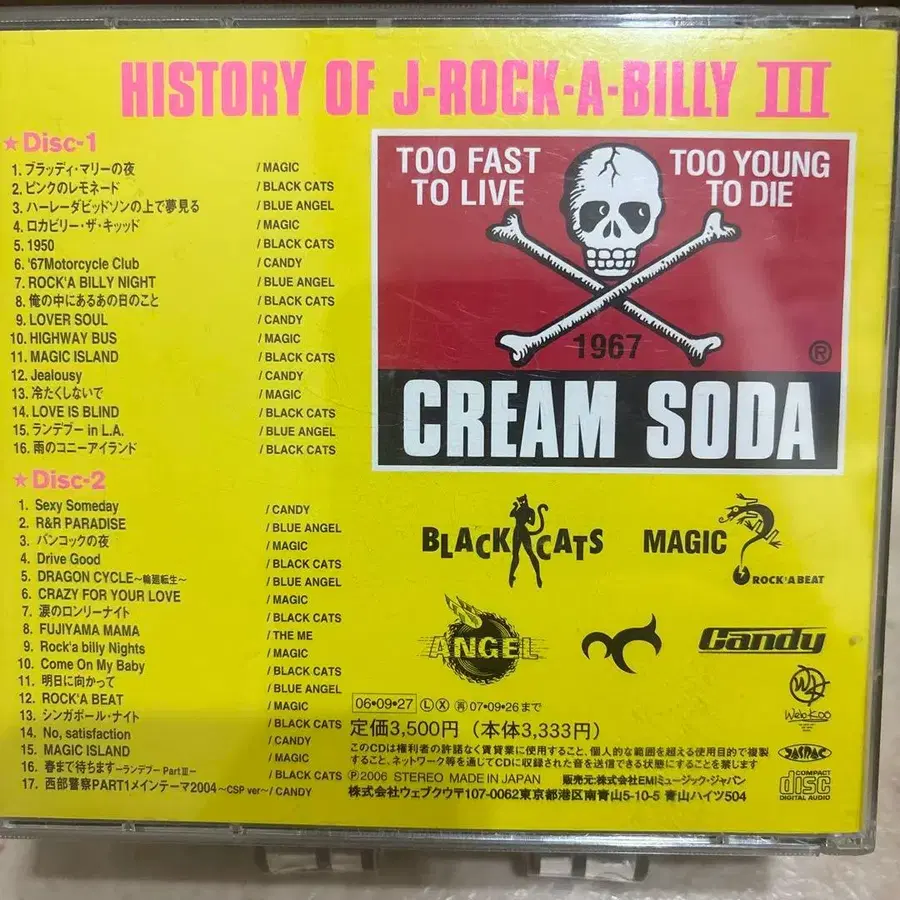 HISTORY OF J-ROCK-A-BILLY III
★Disc-1
1. ブラッディ・マリーの夜 / MAGIC
2. ピンクのレモネード / BLACK CATS
3. ハーレーダビッドソンの上で夢見る / BLUE ANGEL
4. ロカビリー・ザ・キッッド / MAGIC
5. 1950 / BLACK CATS
6. '67Motorcycle Club / CANDY
7. ROCK'A BILLY NIGHT / BLUE ANGEL
8. 俺の中にあるあの日のこと / BLACK CATS
9. LOVER SOUL / CANDY
10. HIGHWAY BUS / MAGIC
11. MAGIC ISLAND / BLACK CATS
12. Jealousy / CANDY
13. 冷たくしないで / MAGIC
14. LOVE IS BLIND / BLACK CATS
15. ランデブー in L.A. / BLUE ANGEL
16. 雨のコニーアイランド / BLACK CATS
★Disc-2
1. Sexy Someday / CANDY
2. R&R PARADISE / BLUE ANGEL
3. バンコックの夜 / MAGIC
4. Drive Good / BLACK CATS
5. DRAGON CYCLE〜輪廻転生〜 / BLUE ANGEL
6. CRAZY FOR YOUR LOVE / MAGIC
7. 涙のロンリーナイト / BLACK CATS
8. FUJIYAMA MAMA / THE ME
9. Rock'a billy Nights / MAGIC
10. Come On My Baby / BLACK CATS
11. 明日に向かって / BLUE ANGEL
12. ROCK'A BEAT / MAGIC
13. シンガポール・ナイト / BLACK CATS
14. No, satisfaction / CANDY
15. MAGIC ISLAND / MAGIC
16. 春まで待ちます〜ランデブー PartⅢ〜 / BLACK CATS
17. 西部警察PART1メインテーマ2004〜CSP ver〜 / CANDY
TOO FAST TO LIVE
TOO YOUNG TO DIE
1967
®
CREAM SODA
BLACK CATS
MAGIC
ROCK'A BEAT
ANGEL
Candy
Web-Koo
06•09•27 Ⓛ Ⓧ 再 07•09•26まで
定価3,500円（本体3,333円）
このCDは権利者の許諾なく賃貸業に使用すること、個人的な範囲を超える使用目的で複製
すること、ネットワーク等を通じてCDに収録された音を送信できる状態にすることを禁じます
JASRAC
COMPACT
disc
DIGITAL AUDIO
Ⓟ2006 STEREO MADE IN JAPAN 販売元:株式会社EMIミュージック・ジャパン
株式会社ウェブクウ〒107-0062東京都港区南青山5-10-5 青山ハイツ504